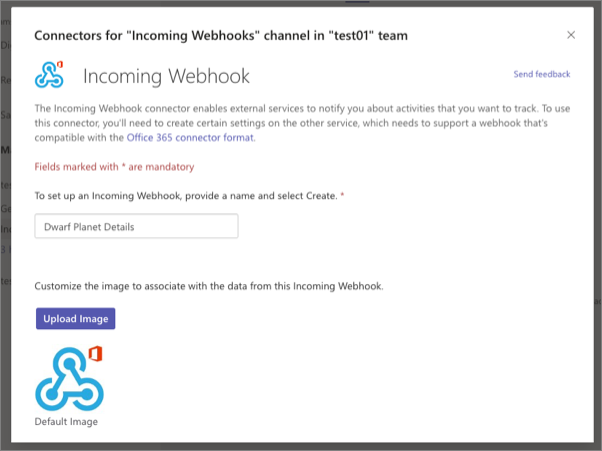 Connectors for "Incoming Webhooks" channel in "test01" team
Incoming Webhook
Send feedback
The Incoming Webhook connector enables external services to notify you about activities that you want to track. To use
this connector, you'll need to create certain settings on the other service, which needs to support a webhook that's
compatible with the Office 365 connector format.
Fields marked with * are mandatory
To set up an Incoming Webhook, provide a name and select Create. *
Dwarf Planet Details
Customize the image to associate with the data from this Incoming Webhook.
Upload Image
Default Image